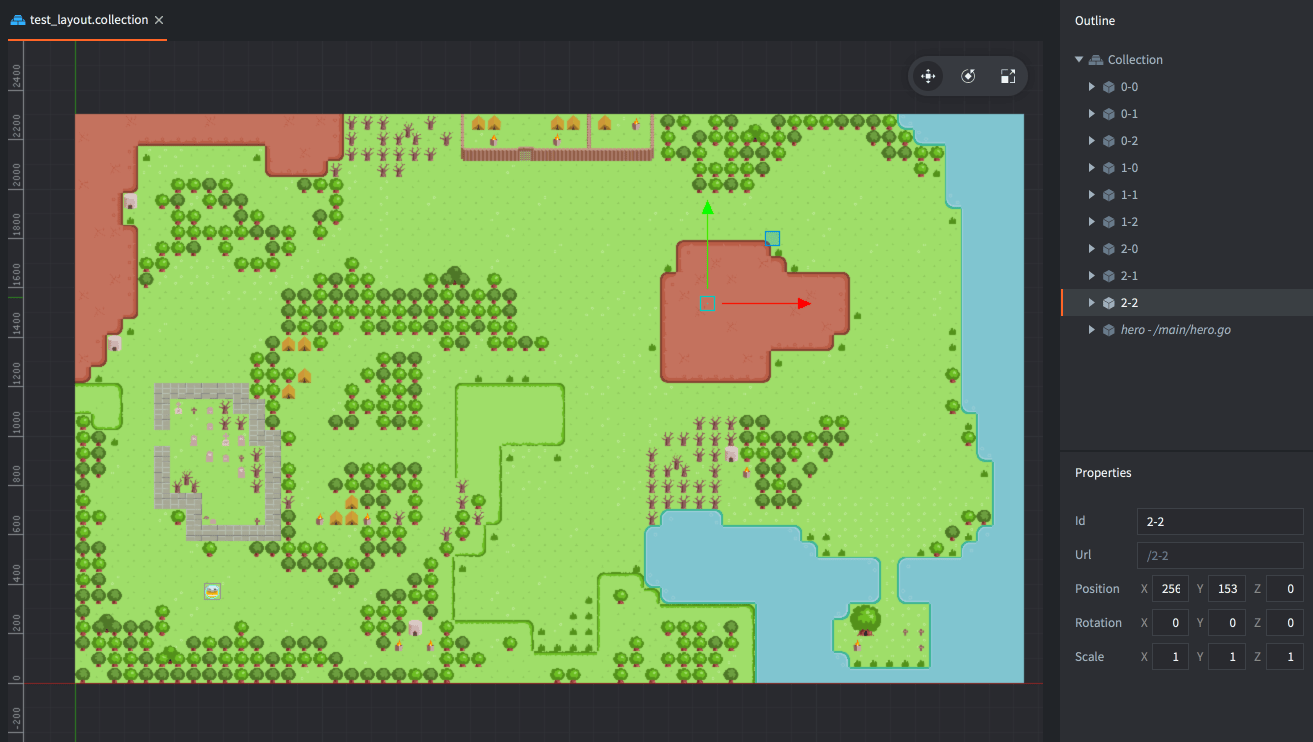 test_layout.collection
Outline
Collection
0-0
0-1
0-2
1-0
1-1
1-2
2-0
2-1
2-2
hero - /main/hero.go
Properties
Id 2-2
Url /2-2
Position X 256 Y 153 Z 0
Rotation X 0 Y 0 Z 0
Scale X 1 Y 1 Z 1
2400
2200
2000
1800
1600
1400
1200
1000
800
600
400
200
0
-200